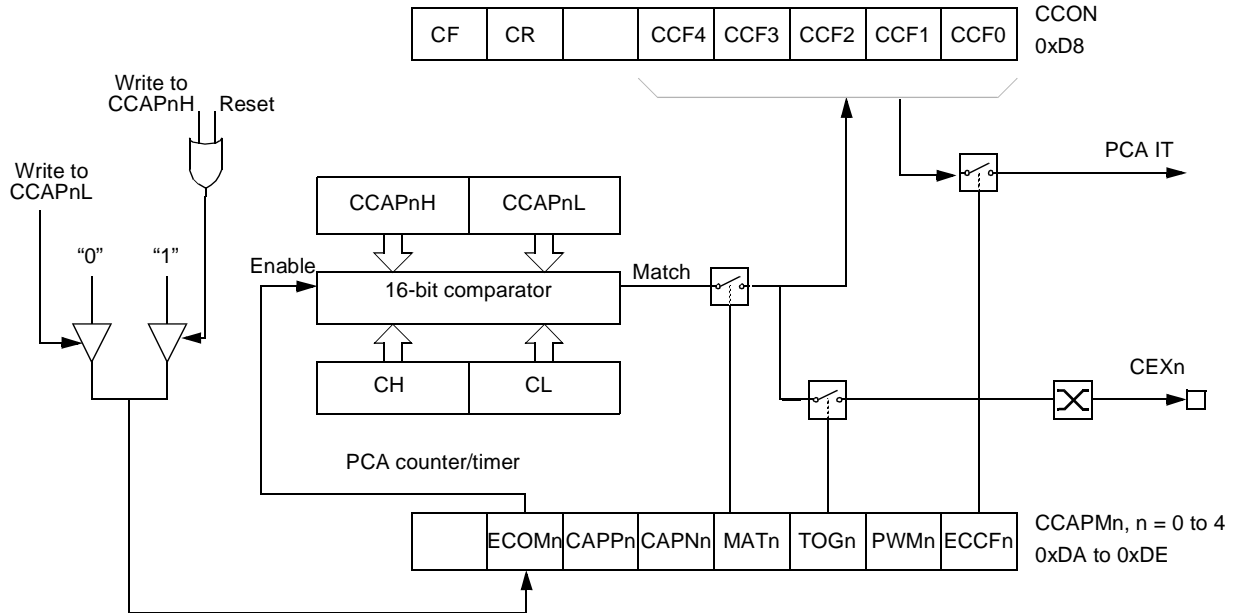 CF CR CCF4 CCF3 CCF2 CCF1 CCF0
CCON
0xD8
Write to
CCAPnH Reset
Write to
CCAPnL
“0” “1”
CCAPnH CCAPnL
Enable
16-bit comparator
Match
CH CL
PCA counter/timer
PCA IT
CEXn
ECOMn CAPPn CAPNn MATn TOGn PWMn ECCFn
CCAPMn, n = 0 to 4
0xDA to 0xDE